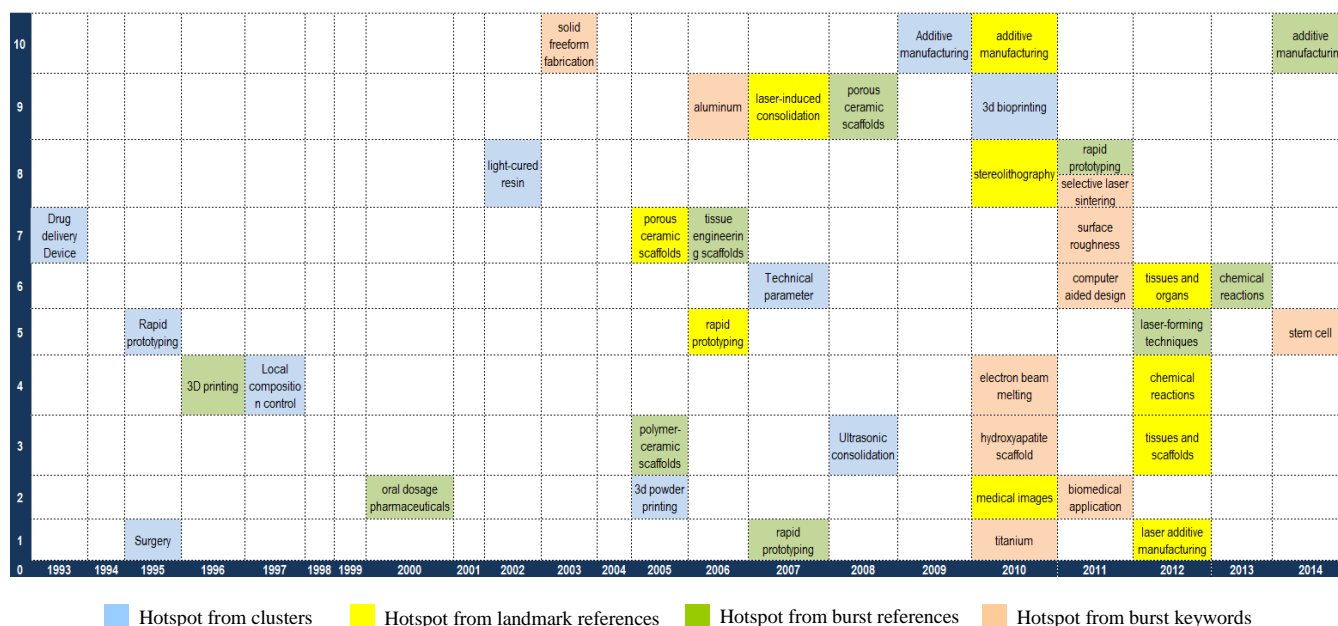 10
solid
freeform
fabrication
Additive
manufacturing
additive
manufacturing
additive
manufacturin
9
aluminum
laser-induced
consolidation
porous
ceramic
scaffolds
3d bioprinting
8
light-cured
resin
stereolithography
rapid
prototyping
selective laser
sintering
7
Drug
delivery
Device
porous
ceramic
scaffolds
tissue
engineerin
g scaffolds
surface
roughness
6
Technical
parameter
computer
aided design
tissues and
organs
chemical
reactions
5
Rapid
prototyping
rapid
prototyping
laser-forming
techniques
stem cell
4
3D printing
Local
compositio
n control
electron beam
melting
chemical
reactions
3
polymer-
ceramic
scaffolds
Ultrasonic
consolidation
hydroxyapatite
scaffold
tissues and
scaffolds
2
oral dosage
pharmaceuticals
3d powder
printing
medical images
biomedical
application
1
Surgery
rapid
prototyping
titanium
laser additive
manufacturing
0 1993 1994 1995 1996 1997 1998 1999 2000 2001 2002 2003 2004 2005 2006 2007 2008 2009 2010 2011 2012 2013 2014
Hotspot from clusters Hotspot from landmark references Hotspot from burst references Hotspot from burst keywords